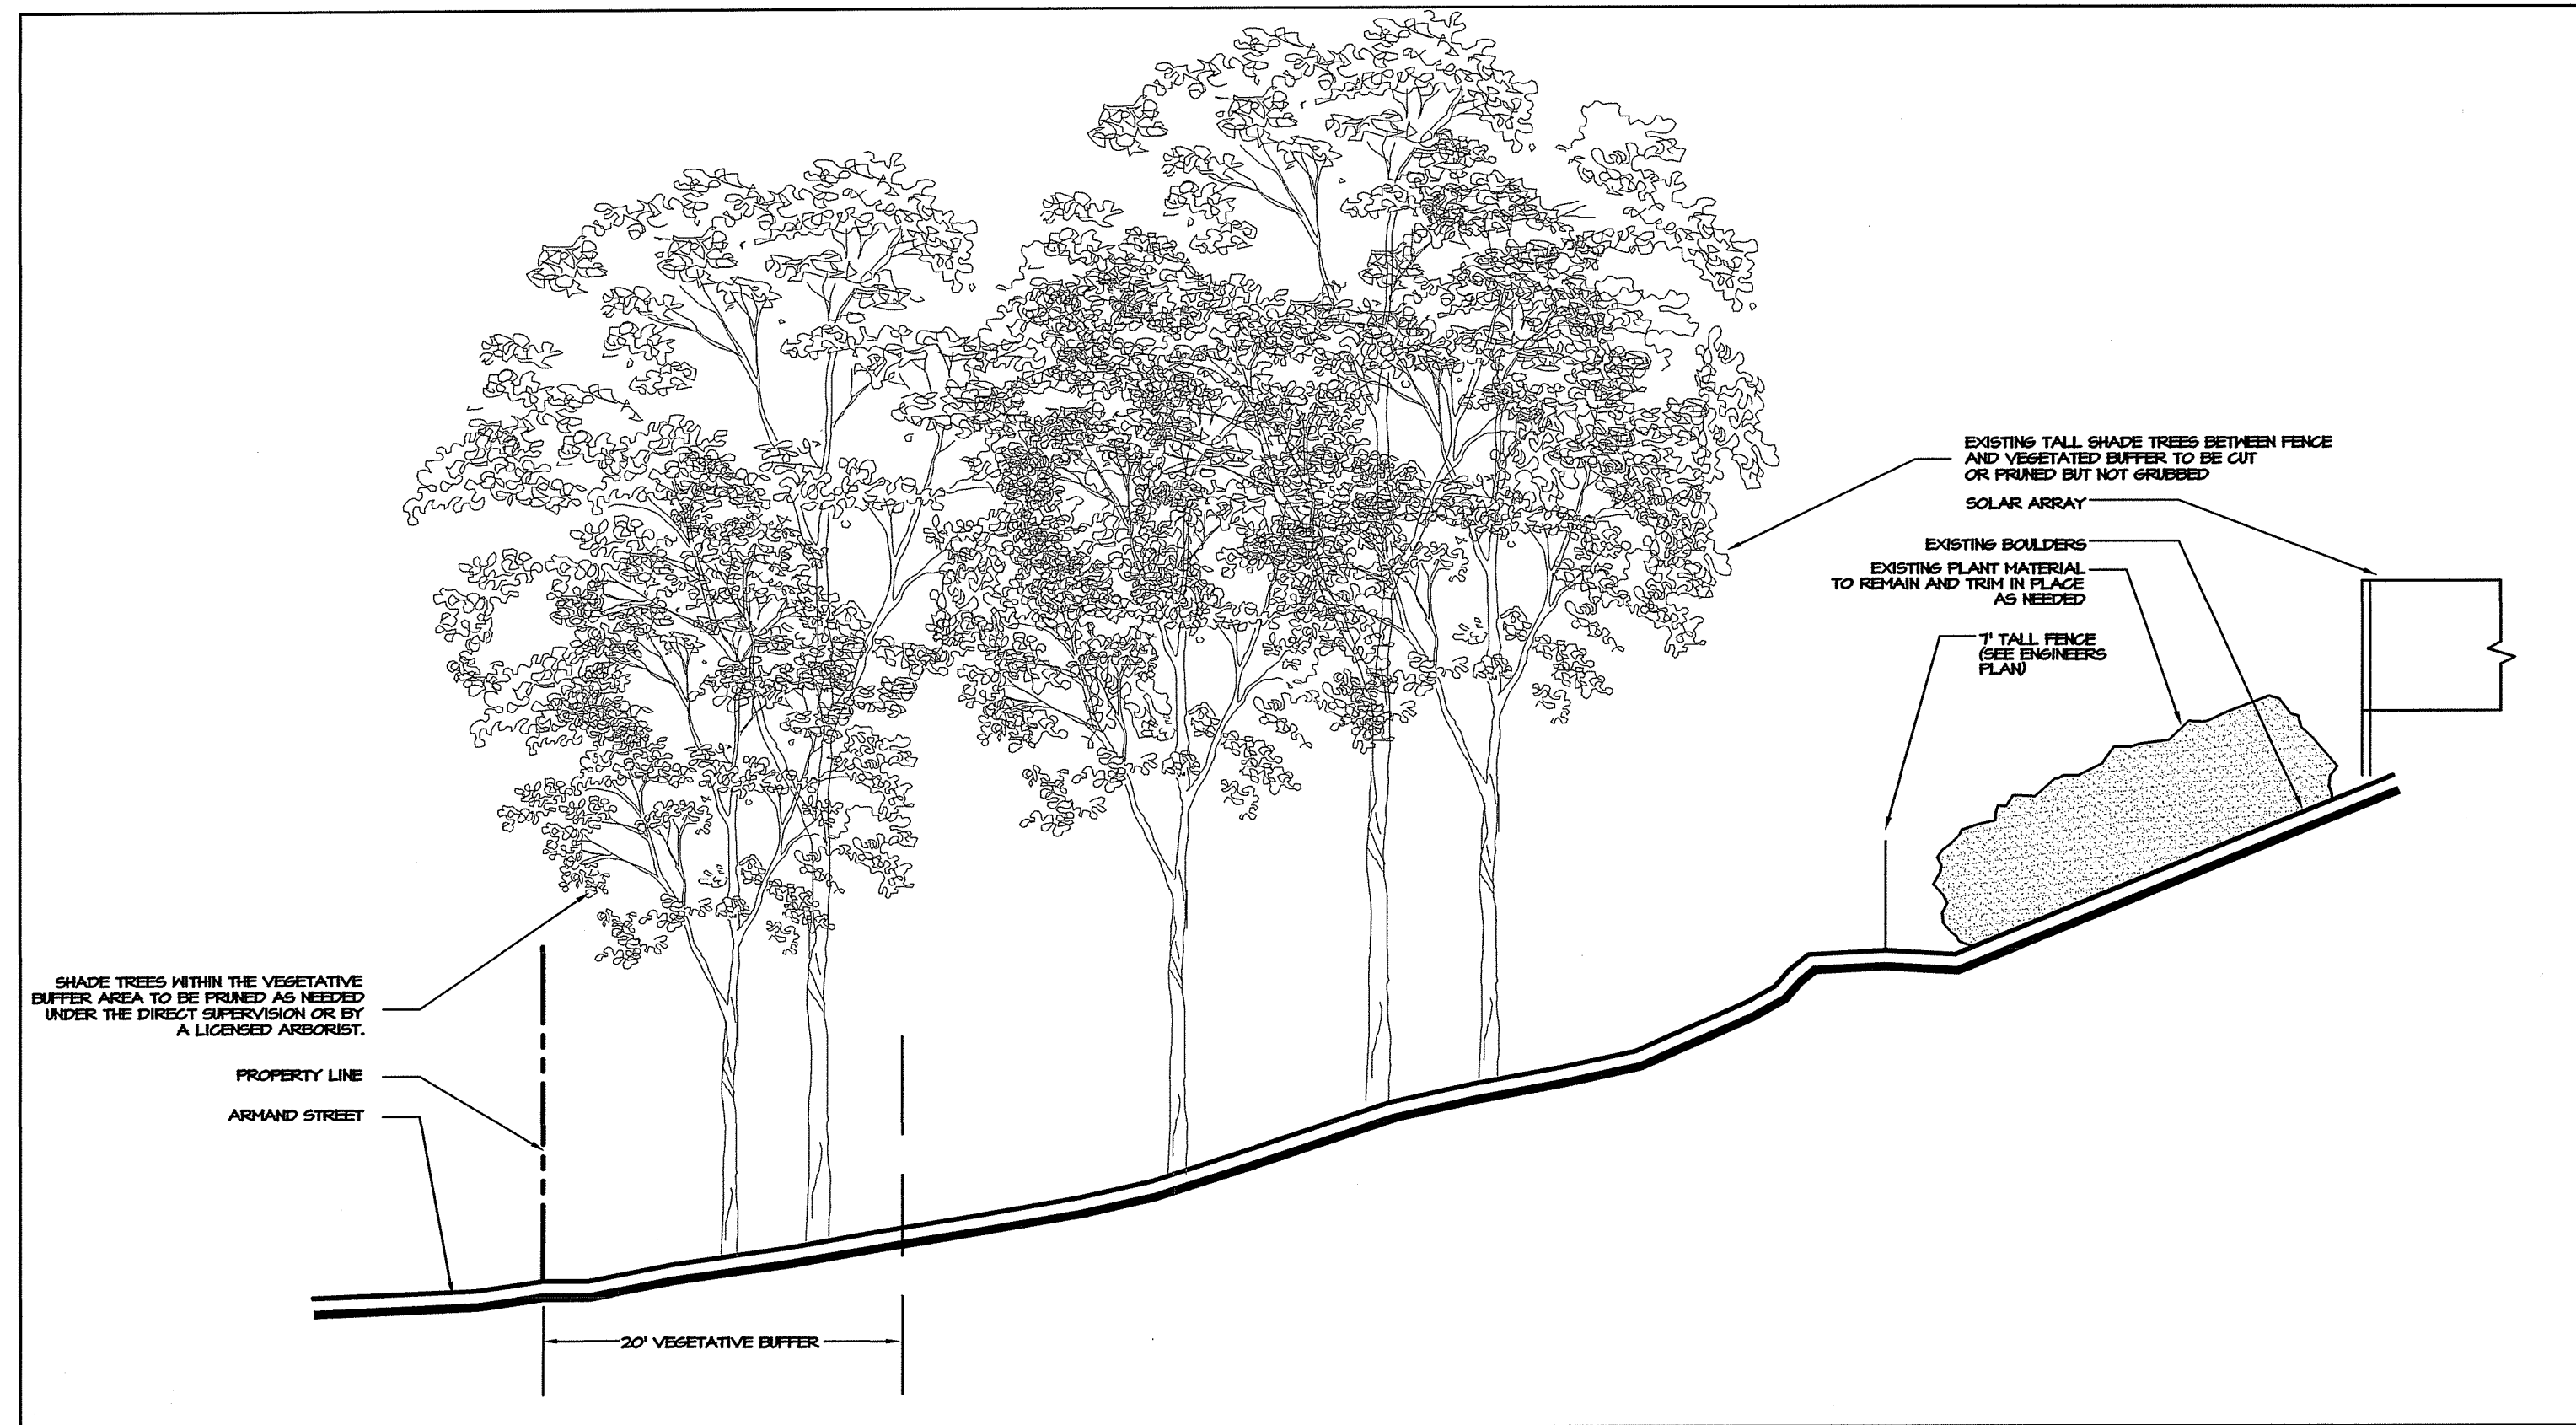 EXISTING TALL SHADE TREES BETWEEN FENCE
AND VEGETATED BUFFER TO BE CUT
OR PRUNED BUT NOT GRUBBED
SOLAR ARRAY
EXISTING BOULDERS
EXISTING PLANT MATERIAL
TO REMAIN AND TRIM IN PLACE
AS NEEDED
7' TALL FENCE
(SEE ENGINEERS
PLAN)
SHADE TREES WITHIN THE VEGETATIVE
BUFFER AREA TO BE PRUNED AS NEEDED
UNDER THE DIRECT SUPERVISION OR BY
A LICENSED ARBORIST.
PROPERTY LINE
ARMAND STREET
20' VEGETATIVE BUFFER